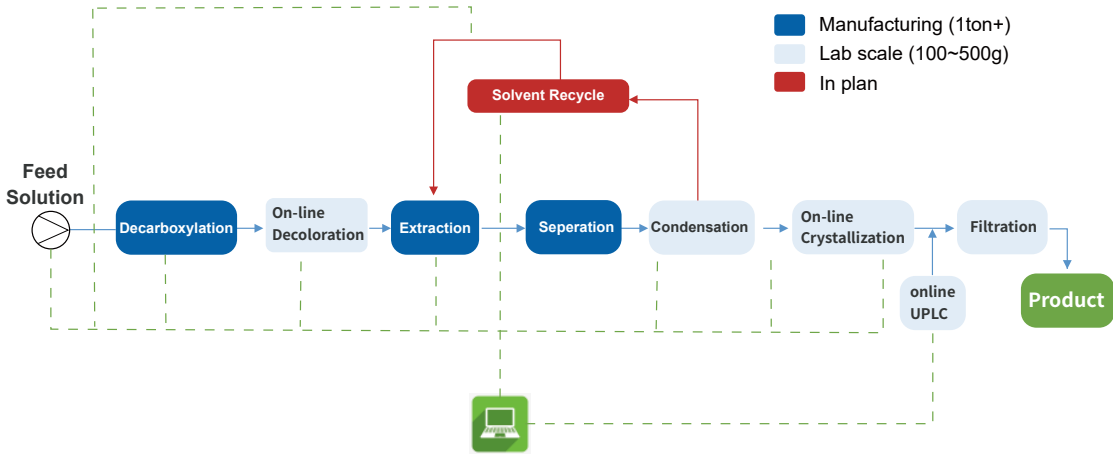 Manufacturing (1ton+)
Lab scale (100~500g)
In plan
Solvent Recycle
Feed
Solution
Decarboxylation
On-line
Decoloration
Extraction
Seperation
Condensation
On-line
Crystallization
Filtration
online
UPLC
Product